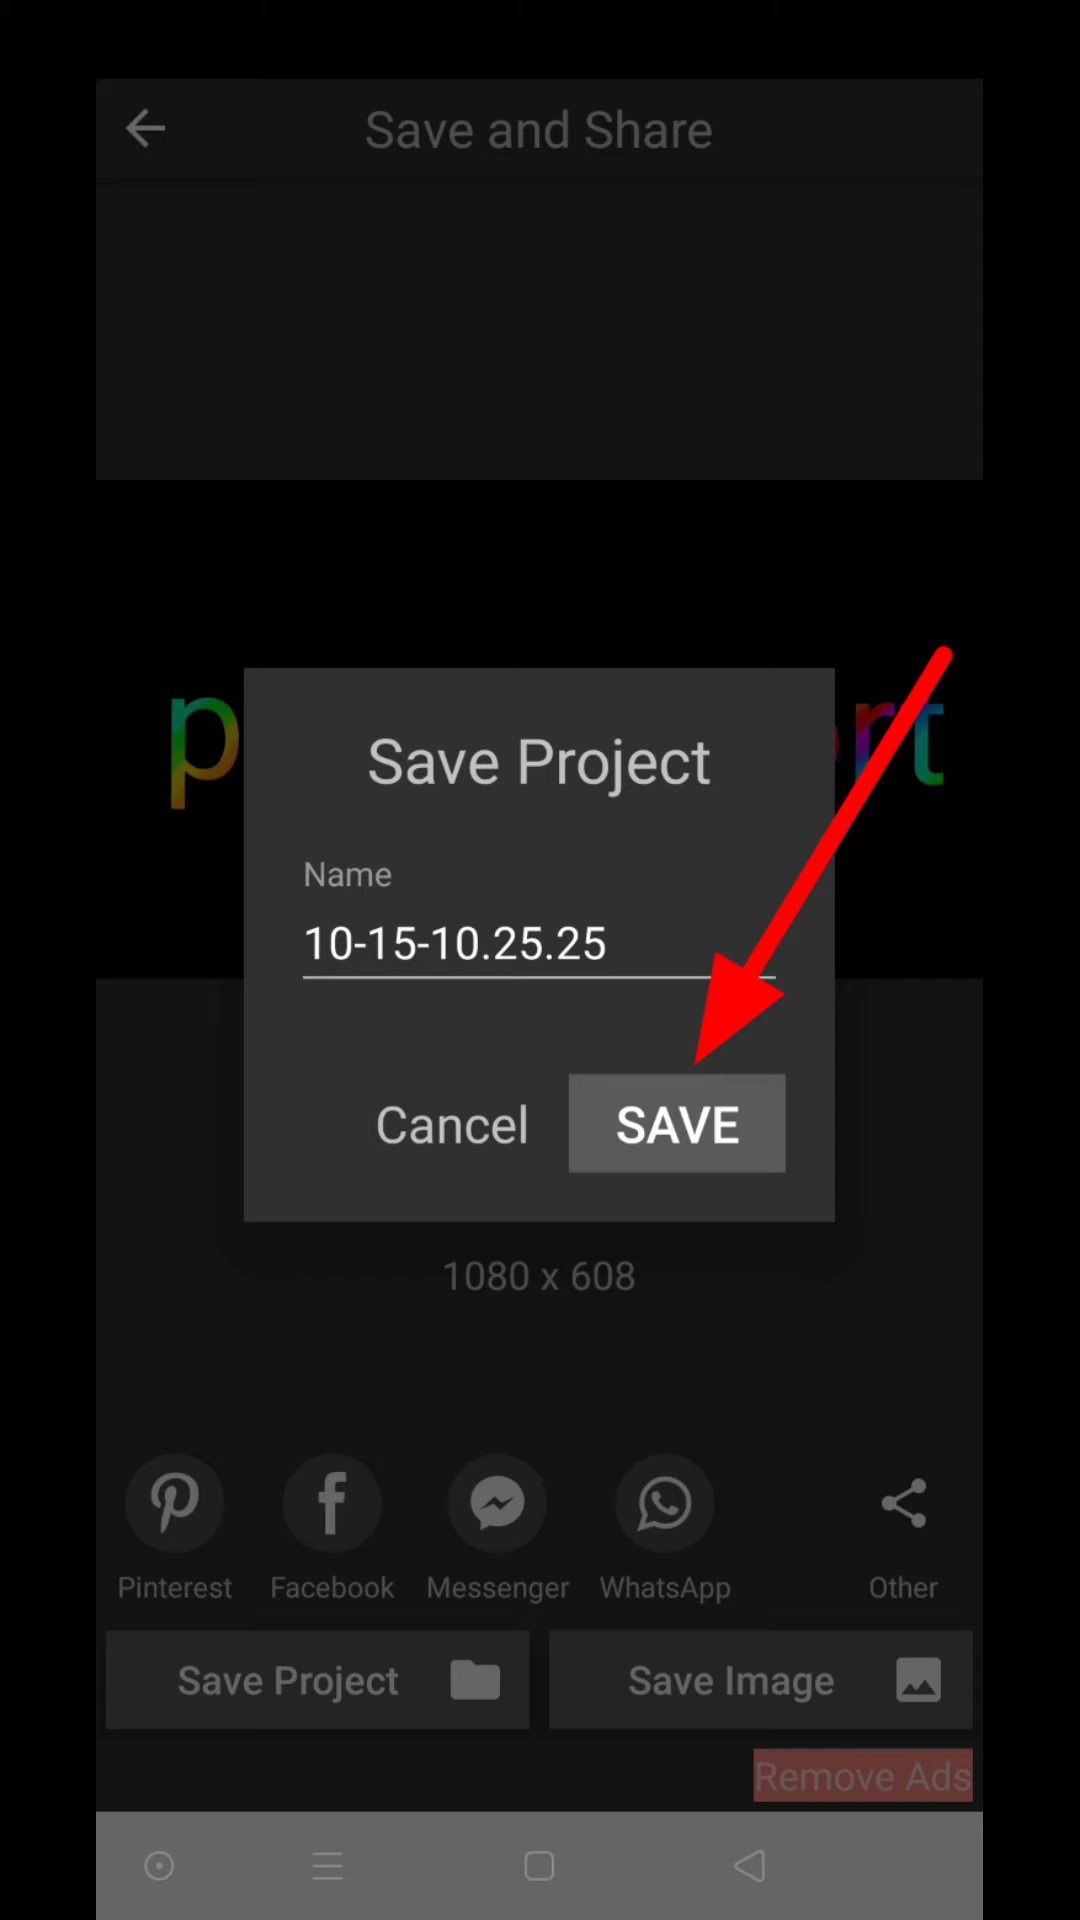 Save and Share
p
rt
Save Project
Name
10-15-10.25.25
Cancel
SAVE
1080 x 608
Pinterest
Facebook
Messenger
WhatsApp
Other
Save Project
Save Image
Remove Ads